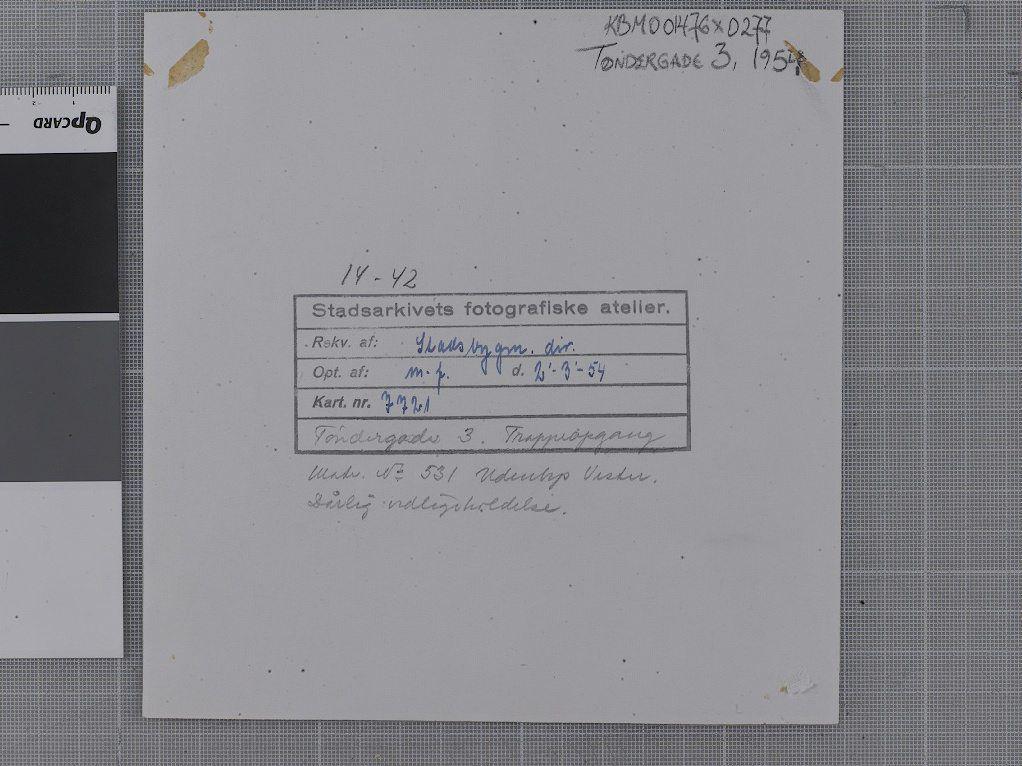 KBM00476x0277
TØNDERGADE 3, 1954
QPCARD
14-42
Stadsarkivets fotografiske atelier.
Rekv. af: Stadsbygm. dir.
Opt. af: m.f. d. 2'-3'-54
Kart. nr. 7721
Tøndergade 3. Trappeopgang
Matr. No 531 Udenbys Vester.
Dårlig vedligeholdelse.